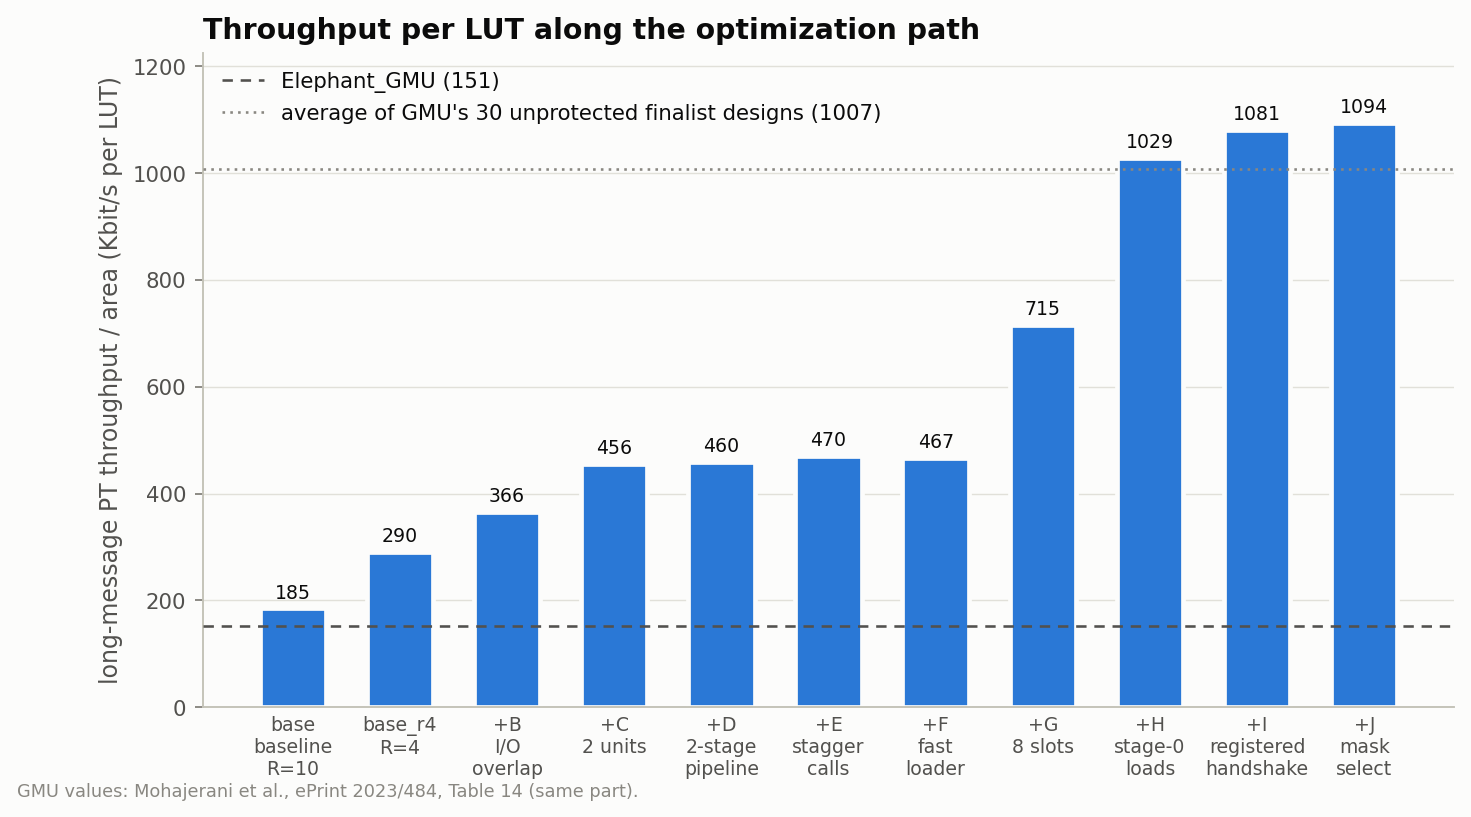 Throughput per LUT along the optimization path
long-message PT throughput / area (Kbit/s per LUT)
1200
1000
800
600
400
200
0
Elephant_GMU (151)
average of GMU's 30 unprotected finalist designs (1007)
185
290
366
456
460
470
467
715
1029
1081
1094
base
baseline
R=10
base_r4
R=4
+B
I/O
overlap
+C
2 units
+D
2-stage
pipeline
+E
stagger
calls
+F
fast
loader
+G
8 slots
+H
stage-0
loads
+I
registered
handshake
+J
mask
select
GMU values: Mohajerani et al., ePrint 2023/484, Table 14 (same part).